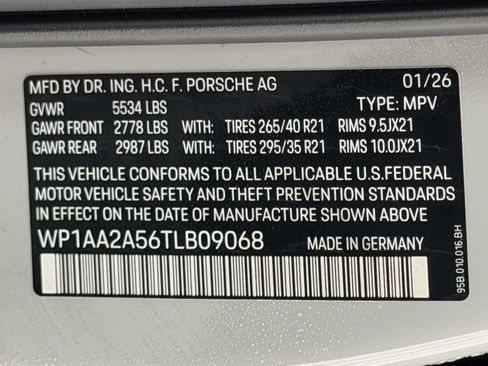 MFD BY DR. ING. H.C. F. PORSCHE AG 01/26
GVWR 5534 LBS TYPE: MPV
GAWR FRONT 2778 LBS WITH: TIRES 265/40 R21 RIMS 9.5JX21
GAWR REAR 2987 LBS WITH: TIRES 295/35 R21 RIMS 10.0JX21
THIS VEHICLE CONFORMS TO ALL APPLICABLE U.S.FEDERAL
MOTOR VEHICLE SAFETY AND THEFT PREVENTION STANDARDS
IN EFFECT ON THE DATE OF MANUFACTURE SHOWN ABOVE.
WP1AA2A56TLB09068 MADE IN GERMANY
95B.010.016.BH